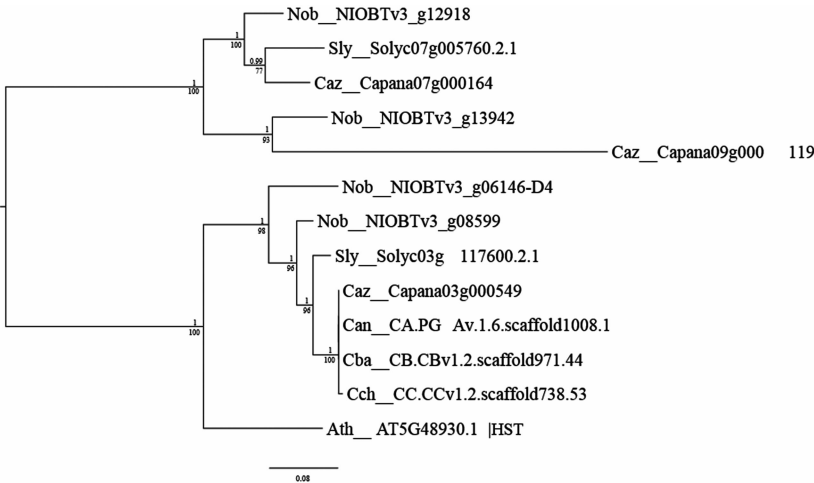 Nob__NIOBTv3_g12918
1
100
Sly__Solyc07g005760.2.1
0.99
77
Caz__Capana07g000164
1
100
Nob__NIOBTv3_g13942
1
93
Caz__Capana09g000 119
Nob__NIOBTv3_g06146-D4
Nob__NIOBTv3_g08599
1
98
Sly__Solyc03g 117600.2.1
1
96
Caz__Capana03g000549
1
96
Can__CA.PG Av.1.6.scaffold1008.1
1
100
1
100
Cba__CB.CBv1.2.scaffold971.44
Cch__CC.CCv1.2.scaffold738.53
Ath__ AT5G48930.1 |HST
0.08